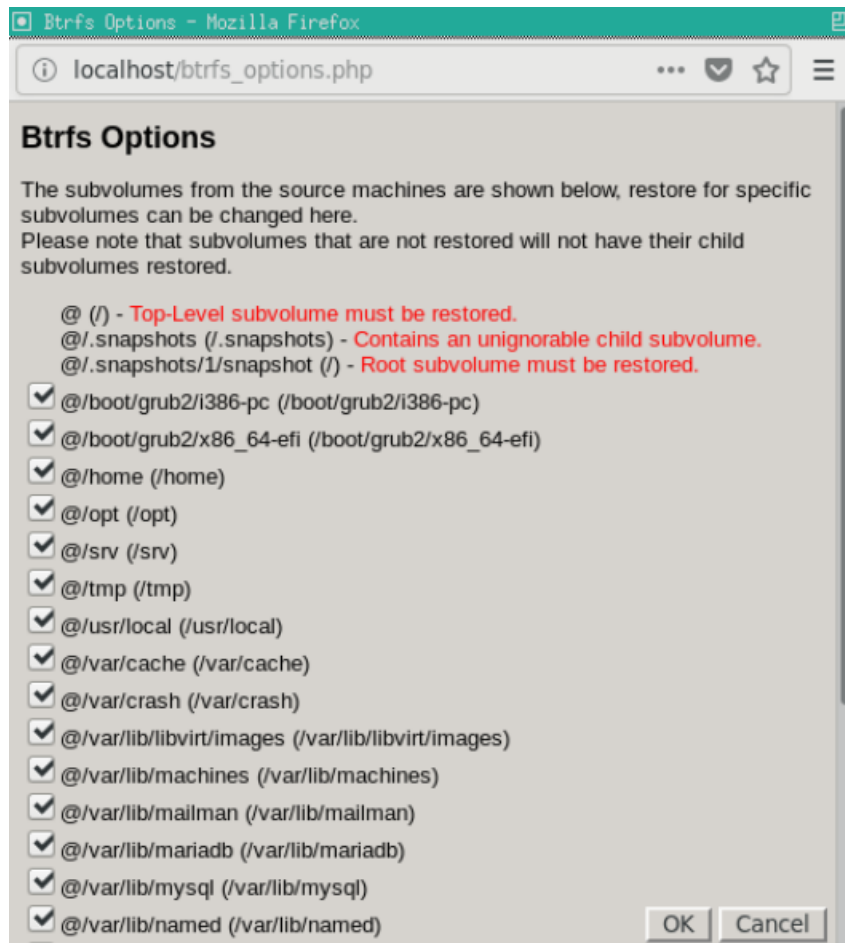 Btrfs Options - Mozilla Firefox
localhost/btrfs_options.php
Btrfs Options
The subvolumes from the source machines are shown below, restore for specific
subvolumes can be changed here.
Please note that subvolumes that are not restored will not have their child
subvolumes restored.
@ (/) - Top-Level subvolume must be restored.
@/.snapshots (/.snapshots) - Contains an unignorable child subvolume.
@/.snapshots/1/snapshot (/) - Root subvolume must be restored.
@/boot/grub2/i386-pc (/boot/grub2/i386-pc)
@/boot/grub2/x86_64-efi (/boot/grub2/x86_64-efi)
@/home (/home)
@/opt (/opt)
@/srv (/srv)
@/tmp (/tmp)
@/usr/local (/usr/local)
@/var/cache (/var/cache)
@/var/crash (/var/crash)
@/var/lib/libvirt/images (/var/lib/libvirt/images)
@/var/lib/machines (/var/lib/machines)
@/var/lib/mailman (/var/lib/mailman)
@/var/lib/mariadb (/var/lib/mariadb)
@/var/lib/mysql (/var/lib/mysql)
@/var/lib/named (/var/lib/named)
OK Cancel